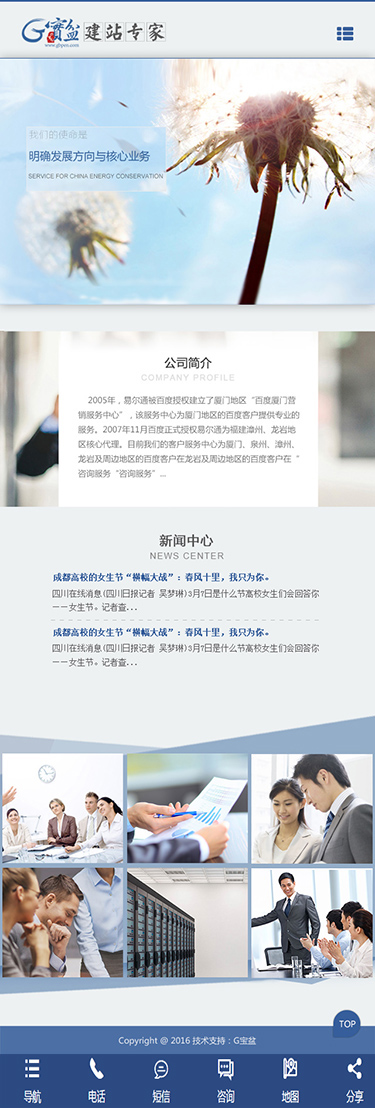 G宝盆建站专家
www.gbpen.com
我们的使命是
明确发展方向与核心业务
SERVICE FOR CHINA ENERGY CONSERVATION
公司简介
COMPANY PROFILE
2005年，易尔通被百度授权建立了厦门地区“百度厦门营
销服务中心”，该服务中心为厦门地区的百度客户提供专业的
服务。2007年11月百度正式授权易尔通为福建漳州、龙岩地
区核心代理。目前我们的客户服务中心为厦门、泉州、漳州、
龙岩及周边地区的百度客户在龙岩及周边地区的百度客户在“
咨询服务“咨询服务”...
新闻中心
NEWS CENTER
成都高校的女生节“横幅大战”：春风十里，我只为你。
四川在线消息(四川日报记者 吴梦琳)3月7日是什么节高校女生们会回答你
——女生节。记者查...
成都高校的女生节“横幅大战”：春风十里，我只为你。
四川在线消息(四川日报记者 吴梦琳)3月7日是什么节高校女生们会回答你
——女生节。记者查...
TOP
Copyright @ 2016 技术支持：G宝盆
导航 电话 短信 咨询 地图 分享